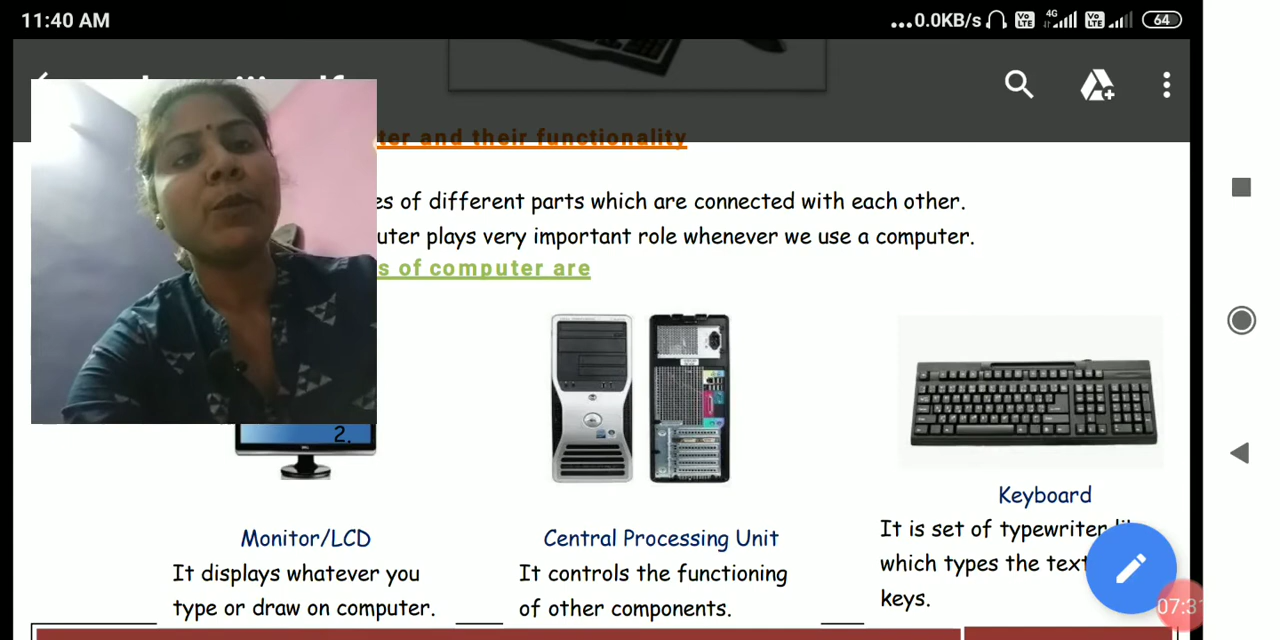 11:40 AM
...0.0KB/s 4G 64
ter and their functionality
es of different parts which are connected with each other.
uter plays very important role whenever we use a computer.
s of computer are
2.
Monitor/LCD
It displays whatever you
type or draw on computer.
Central Processing Unit
It controls the functioning
of other components.
Keyboard
It is set of typewriter
which types the text
keys.
07:31